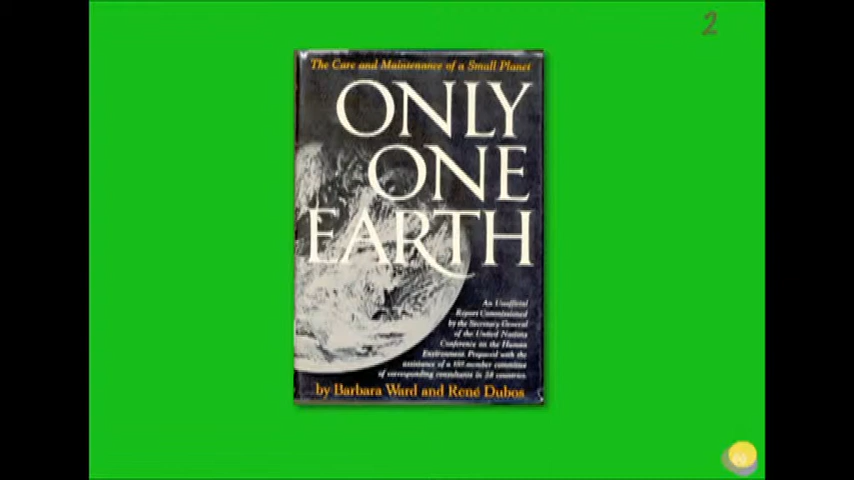 2
The Care and Maintenance of a Small Planet
ONLY
ONE
EARTH
An Unofficial
Report Commissioned
by the Secretary-General
of the United Nations
Conference on the Human
Environment Prepared with the
assistance of a 152-member committee
of corresponding consultants in 58 countries
by Barbara Ward and René Dubos